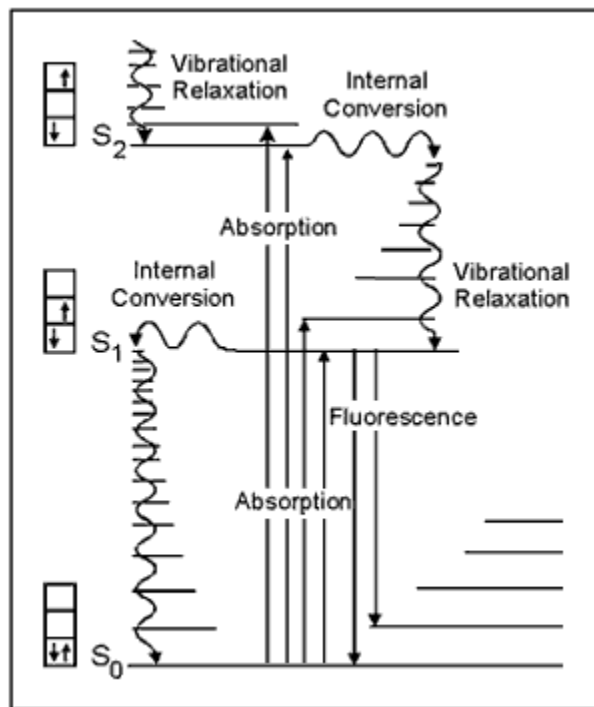 Vibrational
Relaxation
Internal
Conversion
S2
Absorption
Internal
Conversion
Vibrational
Relaxation
S1
Fluorescence
Absorption
S0